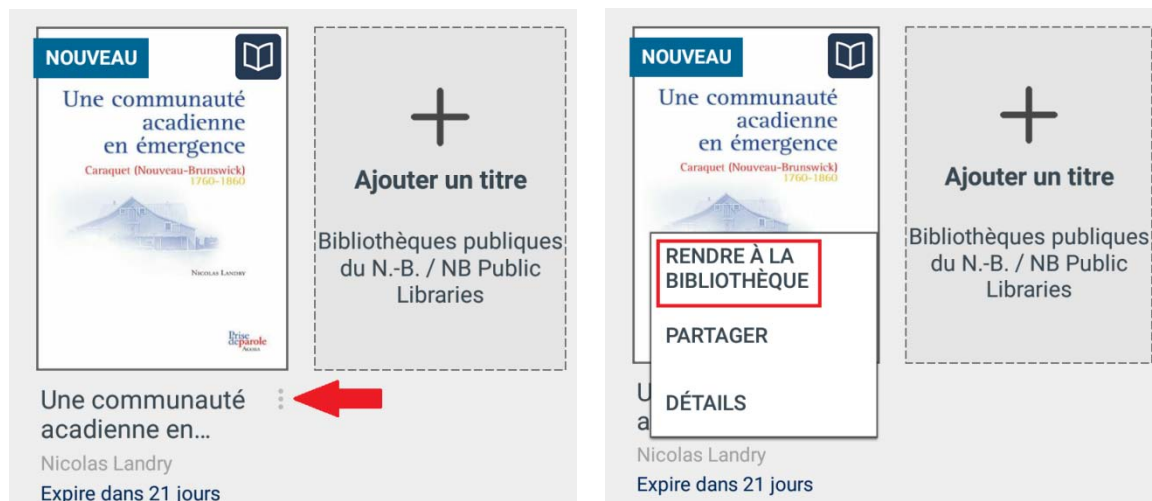 NOUVEAU
Une communauté
acadienne
en émergence
Caraquet (Nouveau-Brunswick)
1760-1860
NICOLAS LANDRY
Prise
deparole
AGORA
Une communauté
acadienne en...
Nicolas Landry
Expire dans 21 jours
Ajouter un titre
Bibliothèques publiques
du N.-B. / NB Public
Libraries
NOUVEAU
Une communauté
acadienne
en émergence
Caraquet (Nouveau-Brunswick)
1760-1860
RENDRE À LA
BIBLIOTHÈQUE
PARTAGER
DÉTAILS
U
a
Nicolas Landry
Expire dans 21 jours
Ajouter un titre
Bibliothèques publiques
du N.-B. / NB Public
Libraries